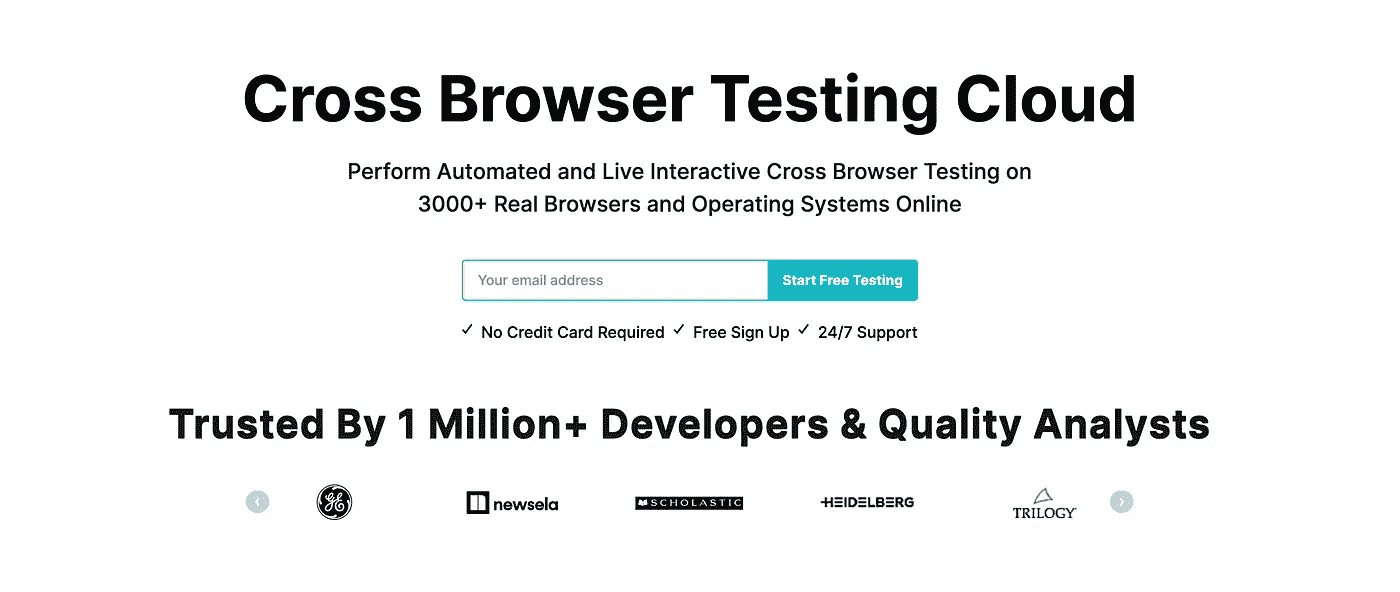 Cross Browser Testing Cloud
Perform Automated and Live Interactive Cross Browser Testing on
3000+ Real Browsers and Operating Systems Online
Your email address
Start Free Testing
✓ No Credit Card Required ✓ Free Sign Up ✓ 24/7 Support
Trusted By 1 Million+ Developers & Quality Analysts
GE newsela SCHOLASTIC HEIDELBERG TRILOGY